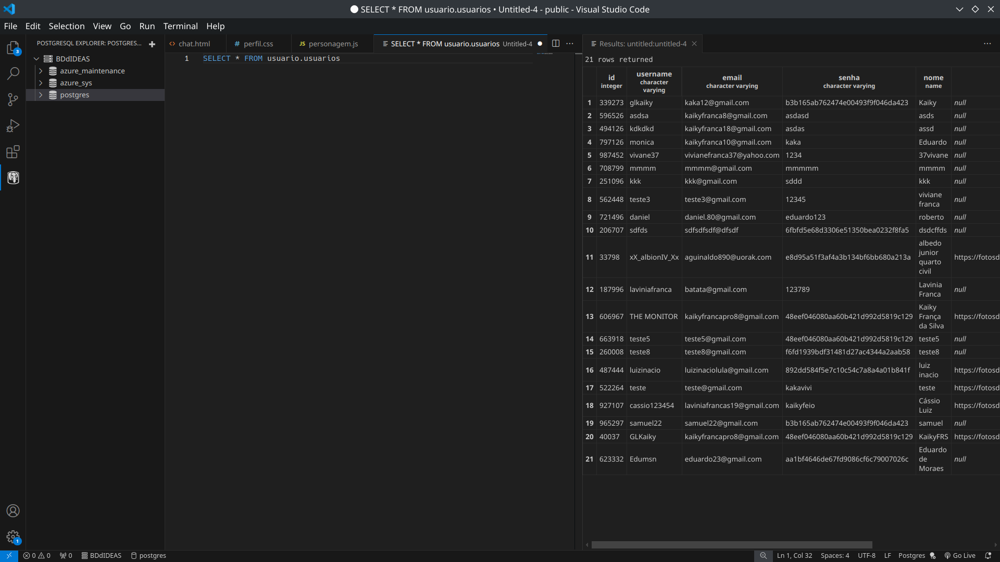 SELECT * FROM usuario.usuarios • Untitled-4 - public - Visual Studio Code
File Edit Selection View Go Run Terminal Help
POSTGRESQL EXPLORER: POSTGRES...
chat.html
# perfil.css
JS personagem.js
SELECT * FROM usuario.usuarios Untitled-4
Results: untitled:untitled-4
3
BDdIDEAS
azure_maintenance
azure_sys
postgres
1 SELECT * FROM usuario.usuarios
21 rows returned
id integer username character varying email character varying senha character varying nome name
1 339273 glkaiky kaka12@gmail.com b3b165ab762474e00493f9f046da423 Kaiky null
2 596526 asdsa kaikyfranca8@gmail.com asdasd asds null
3 494126 kdkdkd kaikyfranca18@gmail.com asdas assd null
4 797126 monica kaikyfranca10@gmail.com kaka Eduardo null
5 987452 vivane37 vivianefranca37@yahoo.com 1234 37vivane null
6 708799 mmmm mmmm@gmail.com mmmmm mmmm null
7 251096 kkk kkk@gmail.com sddd kkk null
8 562448 teste3 teste3@gmail.com 12345 viviane franca null
9 721496 daniel daniel.80@gmail.com eduardo123 roberto null
10 206707 sdfds sdfsdfsdf@dfsdf 6fbfd5e68d3306e51350bea0232f8fa5 dsdcffds null
11 33798 xX_albionIV_Xx aguinaldo890@uorak.com e8d95a51f3af4a3b134bf6bb680a213a albedo junior quarto civil https://fotosd
12 187996 laviniafranca batata@gmail.com 123789 Lavinia Franca null
13 606967 THE MONITOR kaikyfrancapro8@gmail.com 48eef046080aa60b421d992d5819c129 Kaiky França da Silva https://fotosd
14 663918 teste5 teste5@gmail.com 48eef046080aa60b421d992d5819c129 teste5 null
15 260008 teste8 teste8@gmail.com f6fd1939bdf31481d27ac4344a2aab58 teste8 null
16 487444 luizinacio luizinaciolula@gmail.com 892dd584f5e7c10c54c7a8a4a01b841f luiz inacio https://fotosd
17 522264 teste teste@gmail.com kakavivi teste https://fotosd
18 927107 cassio123454 laviniafrancas19@gmail.com kaikyfeio Cássio Luiz https://fotosd
19 965297 samuel22 samuel22@gmail.com b3b165ab762474e00493f9f046da423 samuel null
20 40037 GLKaiky kaikyfrancapro8@gmail.com 48eef046080aa60b421d992d5819c129 KaikyFRS https://fotosd
21 623332 Edumsn eduardo23@gmail.com aa1bf4646de67fd9086cf6c79007026c Eduardo de Moraes null
1
0 0 0 BDdIDEAS postgres
Ln 1, Col 32 Spaces: 4 UTF-8 LF Postgres Go Live